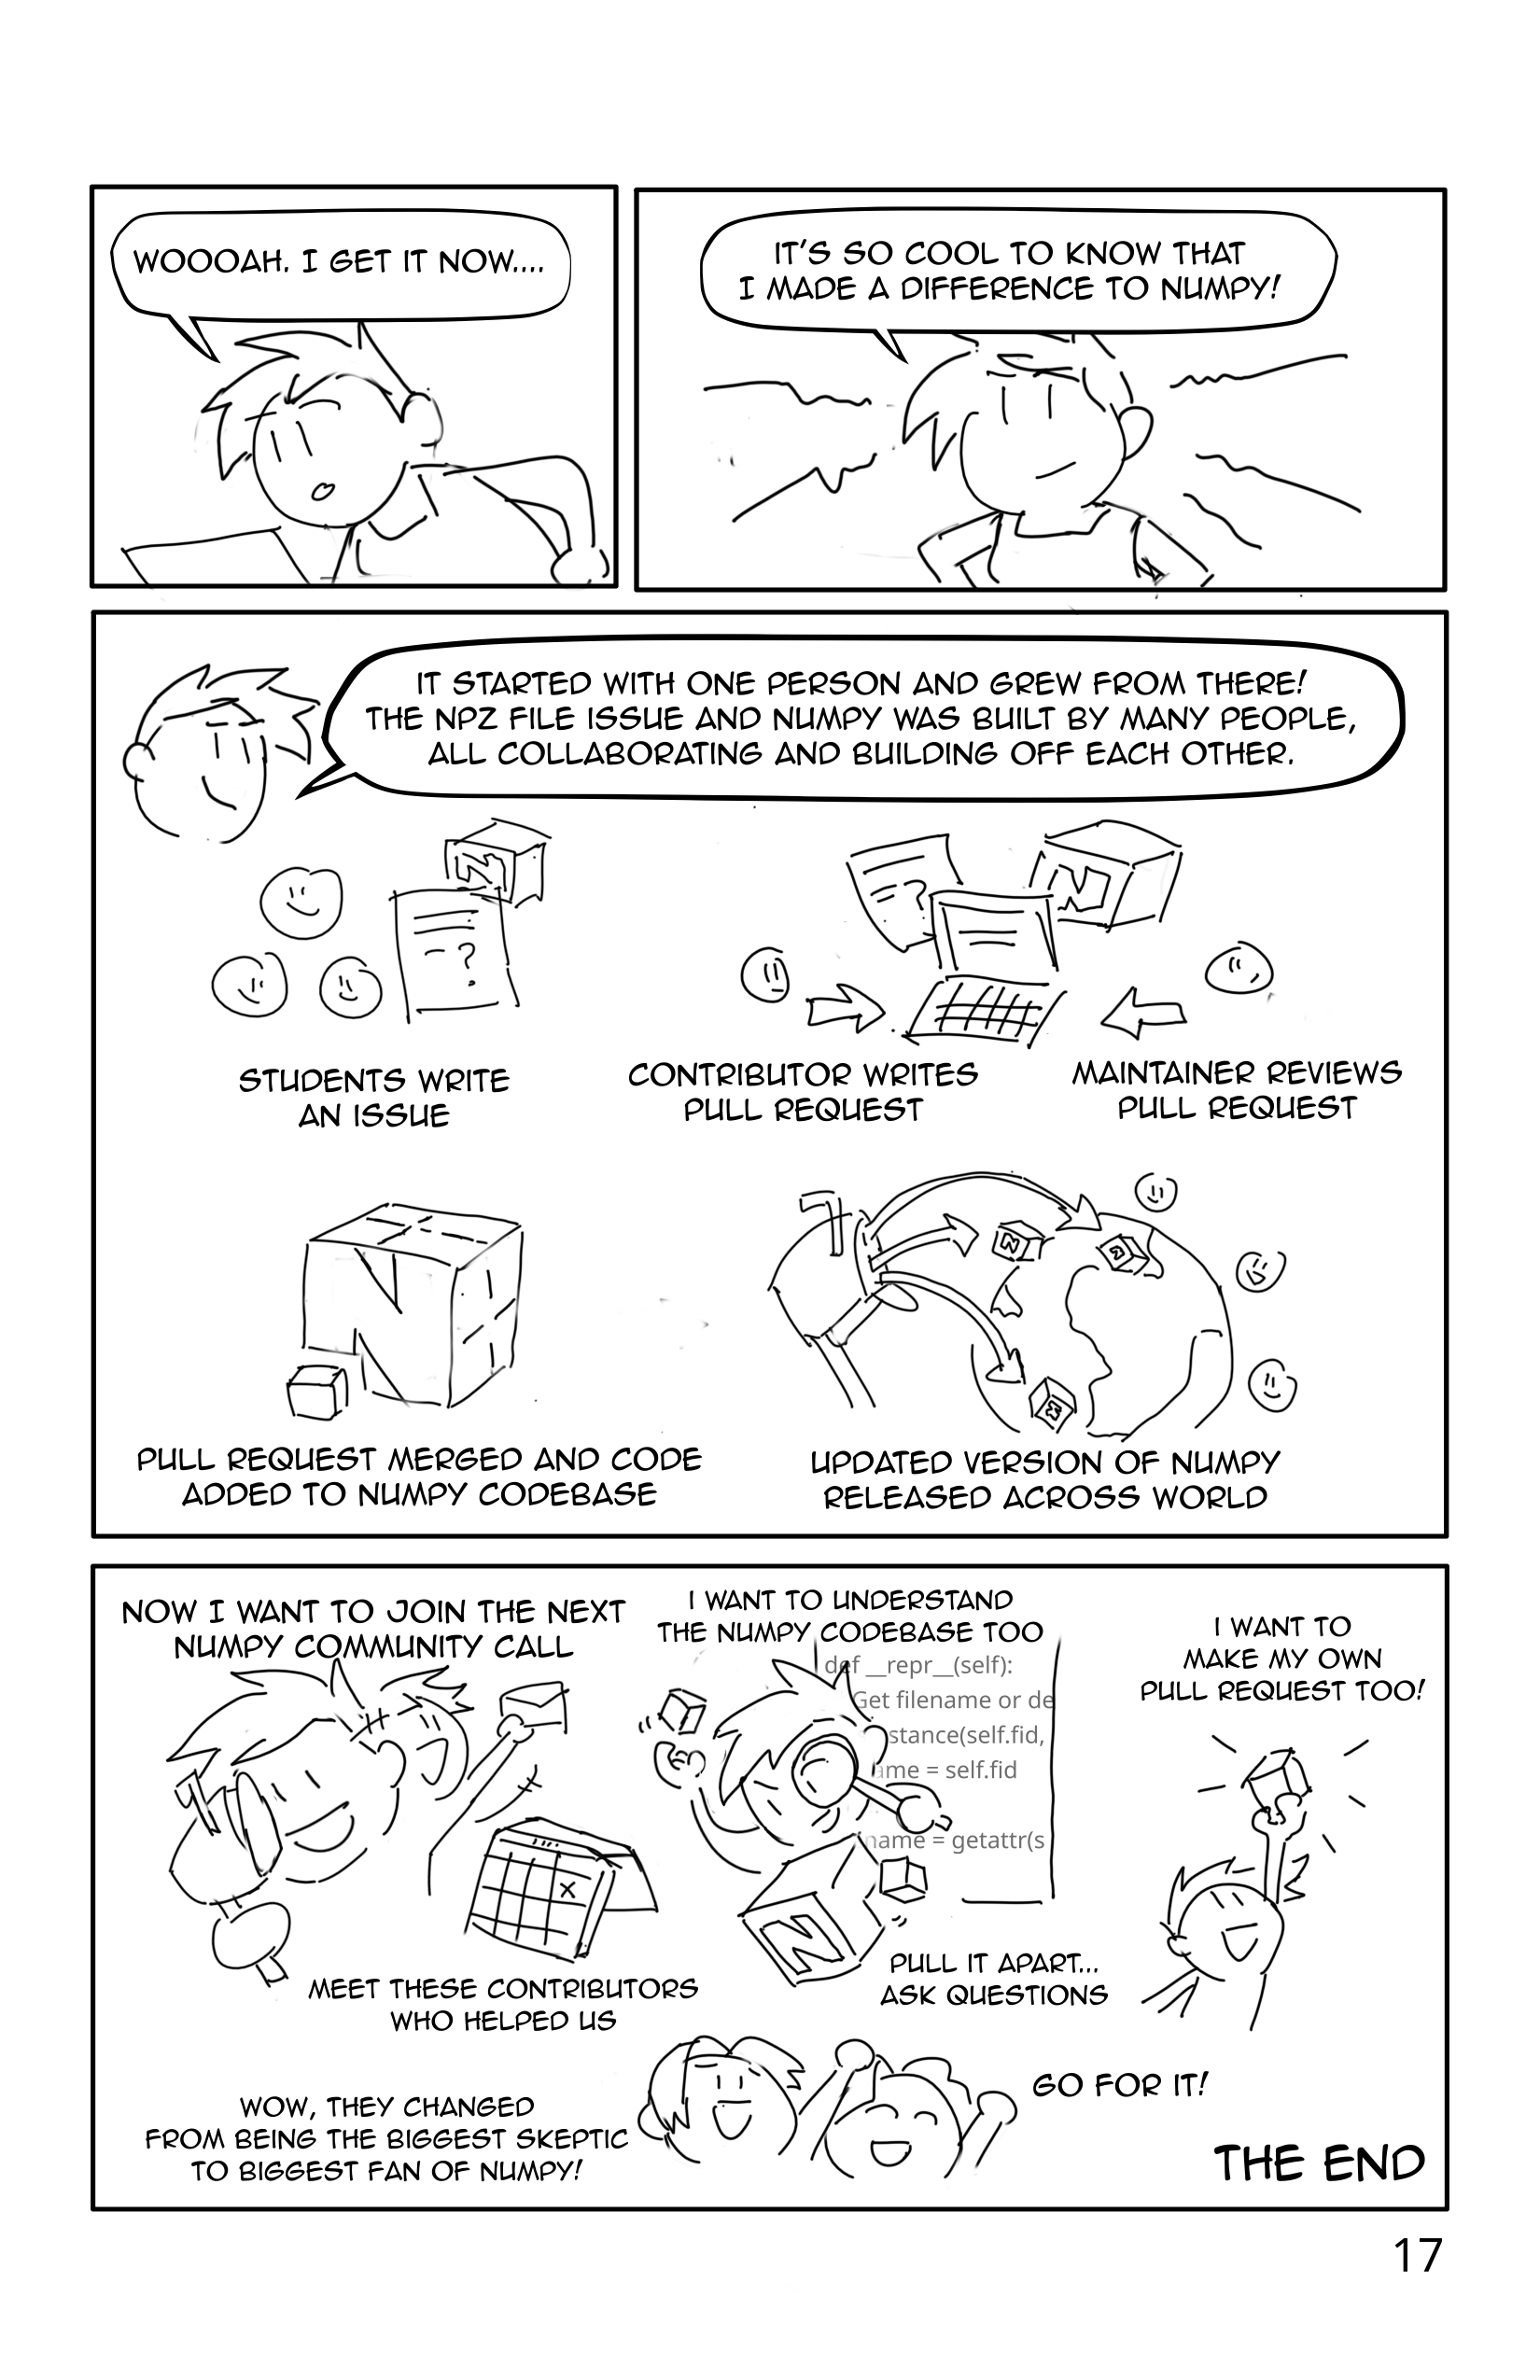 WOOOAH. I GET IT NOW....
IT'S SO COOL TO KNOW THAT
I MADE A DIFFERENCE TO NUMPY!
IT STARTED WITH ONE PERSON AND GREW FROM THERE!
THE NPZ FILE ISSUE AND NUMPY WAS BUILT BY MANY PEOPLE,
ALL COLLABORATING AND BUILDING OFF EACH OTHER.
N
?
STUDENTS WRITE
AN ISSUE
?
N
CONTRIBUTOR WRITES
PULL REQUEST
MAINTAINER REVIEWS
PULL REQUEST
N
PULL REQUEST MERGED AND CODE
ADDED TO NUMPY CODEBASE
N
N
N
UPDATED VERSION OF NUMPY
RELEASED ACROSS WORLD
NOW I WANT TO JOIN THE NEXT
NUMPY COMMUNITY CALL
X
MEET THESE CONTRIBUTORS
WHO HELPED US
I WANT TO UNDERSTAND
THE NUMPY CODEBASE TOO
def __repr__(self):
Get filename or de
stance(self.fid,
ame = self.fid
name = getattr(s
N
PULL IT APART...
ASK QUESTIONS
I WANT TO
MAKE MY OWN
PULL REQUEST TOO!
WOW, THEY CHANGED
FROM BEING THE BIGGEST SKEPTIC
TO BIGGEST FAN OF NUMPY!
GO FOR IT!
THE END
17